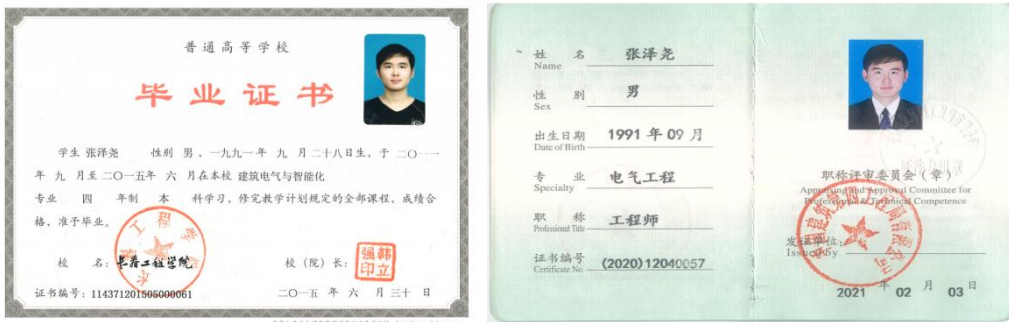 普通高等学校
毕业证书
学生 张泽尧 性别 男 ，一九九一年 九 月二十八日生，于 二〇一一
年 九 月至二〇一五年 六 月在本校 建筑电气与智能化
专业 四 年制 本 科学习，修完教学计划规定的全部课程，成绩合
格，准予毕业。
校 名：长春工程学院
校（院）长：
韩立强印
证书编号：114371201505000061
二〇一五 年 六 月 三十 日
姓名 张泽尧
Name
性别 男
Sex
出生日期 1991 年 09 月
Date of Birth
专业 电气工程
Specialty
职称 工程师
Professional Title
证书编号 (2020)12040057
Certificate No.
职称评审委员会（章）
Appraising and Approval Committee for
Professional & Technical Competence
发证单位：
Issued by
2021 年 02 月 03 日